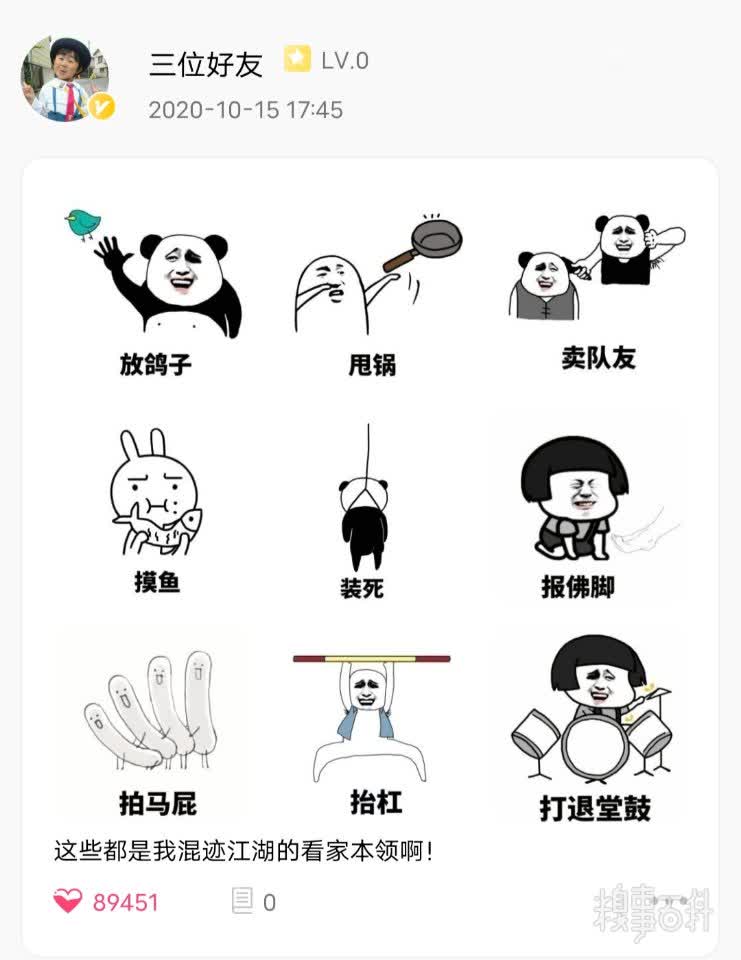 三位好友 LV.0
2020-10-15 17:45
放鸽子 甩锅 卖队友
摸鱼 装死 报佛脚
拍马屁 抬杠 打退堂鼓
这些都是我混迹江湖的看家本领啊!
89451 0
糗事百科